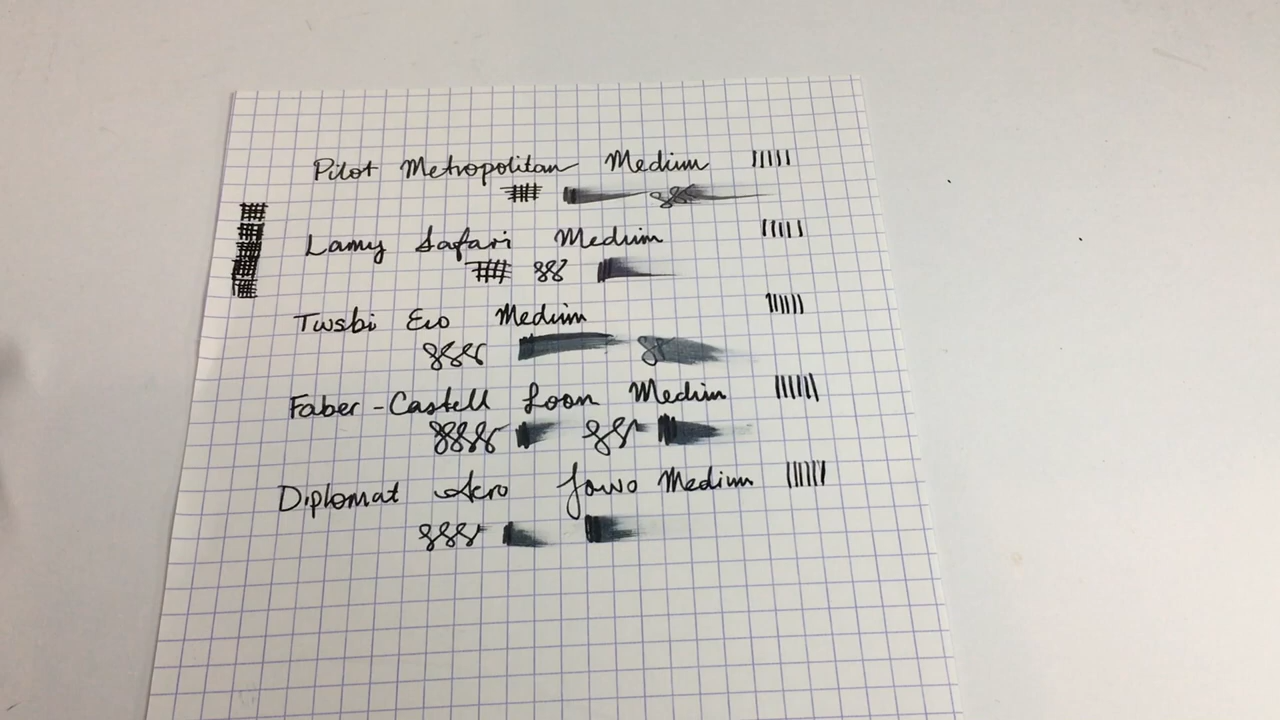 Pilot Metropolitan Medium
Lamy Safari Medium
Twsbi Eco Medium
Faber-Castell Loom Medium
Diplomat Aero Jowo Medium